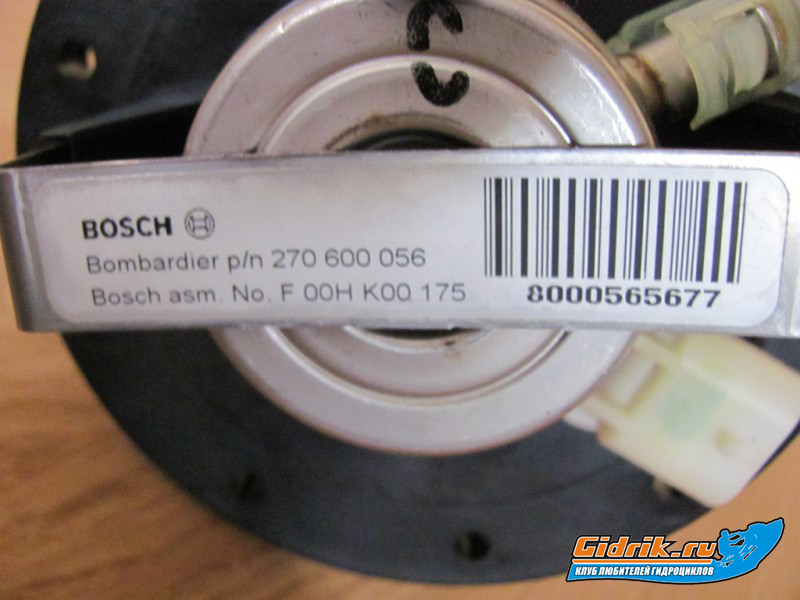 BOSCH
Bombardier p/n 270 600 056
Bosch asm. No. F 00H K00 175
8000565677
Gidrik.ru
КЛУБ ЛЮБИТЕЛЕЙ ГИДРОЦИКЛОВ